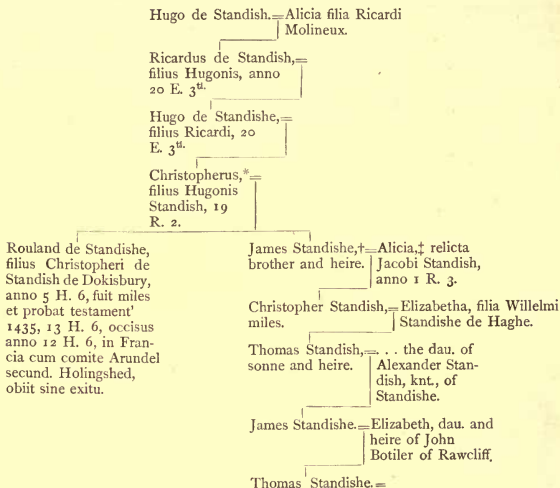 Hugo de Standish.=Alicia filia Ricardi
Molineux.
Ricardus de Standish,=
filius Hugonis, anno
20 E. 3ᵗⁱ·
Hugo de Standishe,=
filius Ricardi, 20
E. 3ᵗⁱ·
Christopherus,*=
filius Hugonis
Standish, 19
R. 2.
Rouland de Standishe,
filius Christopheri de
Standish de Dokisbury,
anno 5 H. 6, fuit miles
et probat testament'
1435, 13 H. 6, occisus
anno 12 H. 6, in Fran-
cia cum comite Arundel
secund. Holingshed,
obiit sine exitu.
James Standishe,†=Alicia,‡ relicta
brother and heire. Jacobi Standish,
anno 1 R. 3.
Christopher Standish,=Elizabetha, filia Willelmi
miles. Standishe de Haghe.
Thomas Standish,=. . . the dau. of
sonne and heire. Alexander Stan-
dish, knt., of
Standishe.
James Standishe.=Elizabeth, dau. and
heire of John
Botiler of Rawcliff.
Thomas Standishe.=